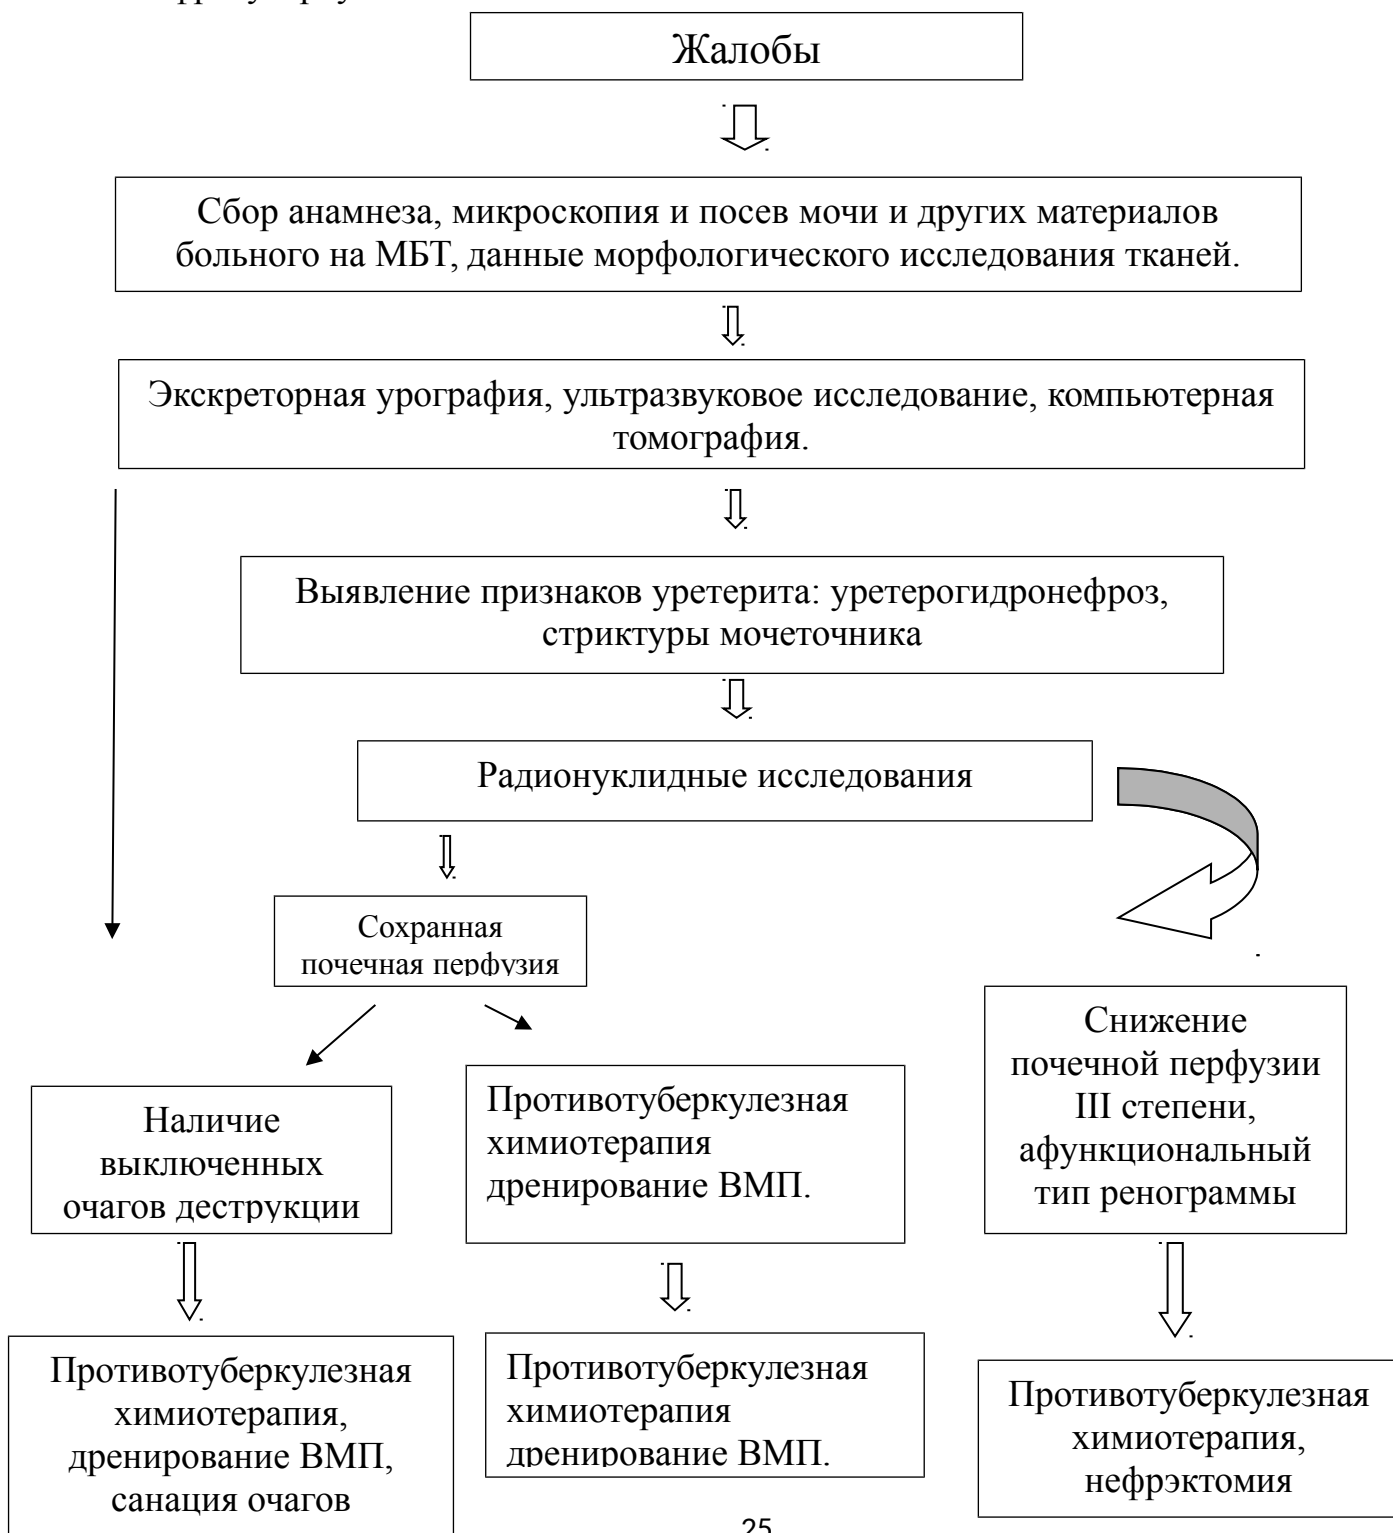 Жалобы
Сбор анамнеза, микроскопия и посев мочи и других материалов
больного на МБТ, данные морфологического исследования тканей.
Экскреторная урография, ультразвуковое исследование, компьютерная
томография.
Выявление признаков уретерита: уретерогидронефроз,
стриктуры мочеточника
Радионуклидные исследования
Сохранная
почечная перфузия
Снижение
почечной перфузии
III степени,
афункциональный
тип ренограммы
Наличие
выключенных
очагов деструкции
Противотуберкулезная
химиотерапия
дренирование ВМП.
Противотуберкулезная
химиотерапия,
дренирование ВМП,
санация очагов
Противотуберкулезная
химиотерапия
дренирование ВМП.
Противотуберкулезная
химиотерапия,
нефрэктомия
25